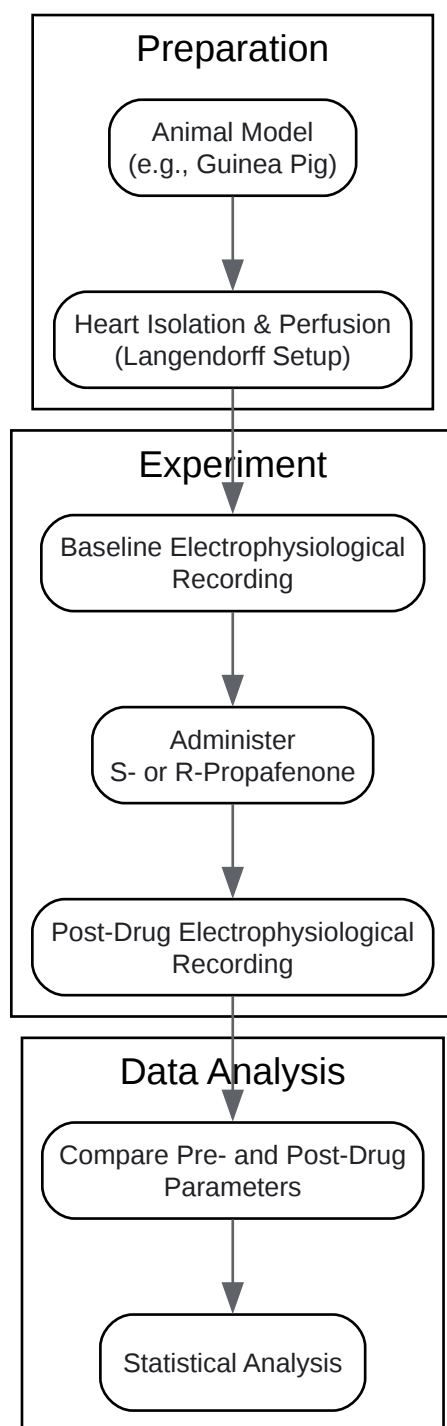 Preparation
Animal Model
(e.g., Guinea Pig)
Heart Isolation & Perfusion
(Langendorff Setup)
Experiment
Baseline Electrophysiological
Recording
Administer
S- or R-Propafenone
Post-Drug Electrophysiological
Recording
Data Analysis
Compare Pre- and Post-Drug
Parameters
Statistical Analysis